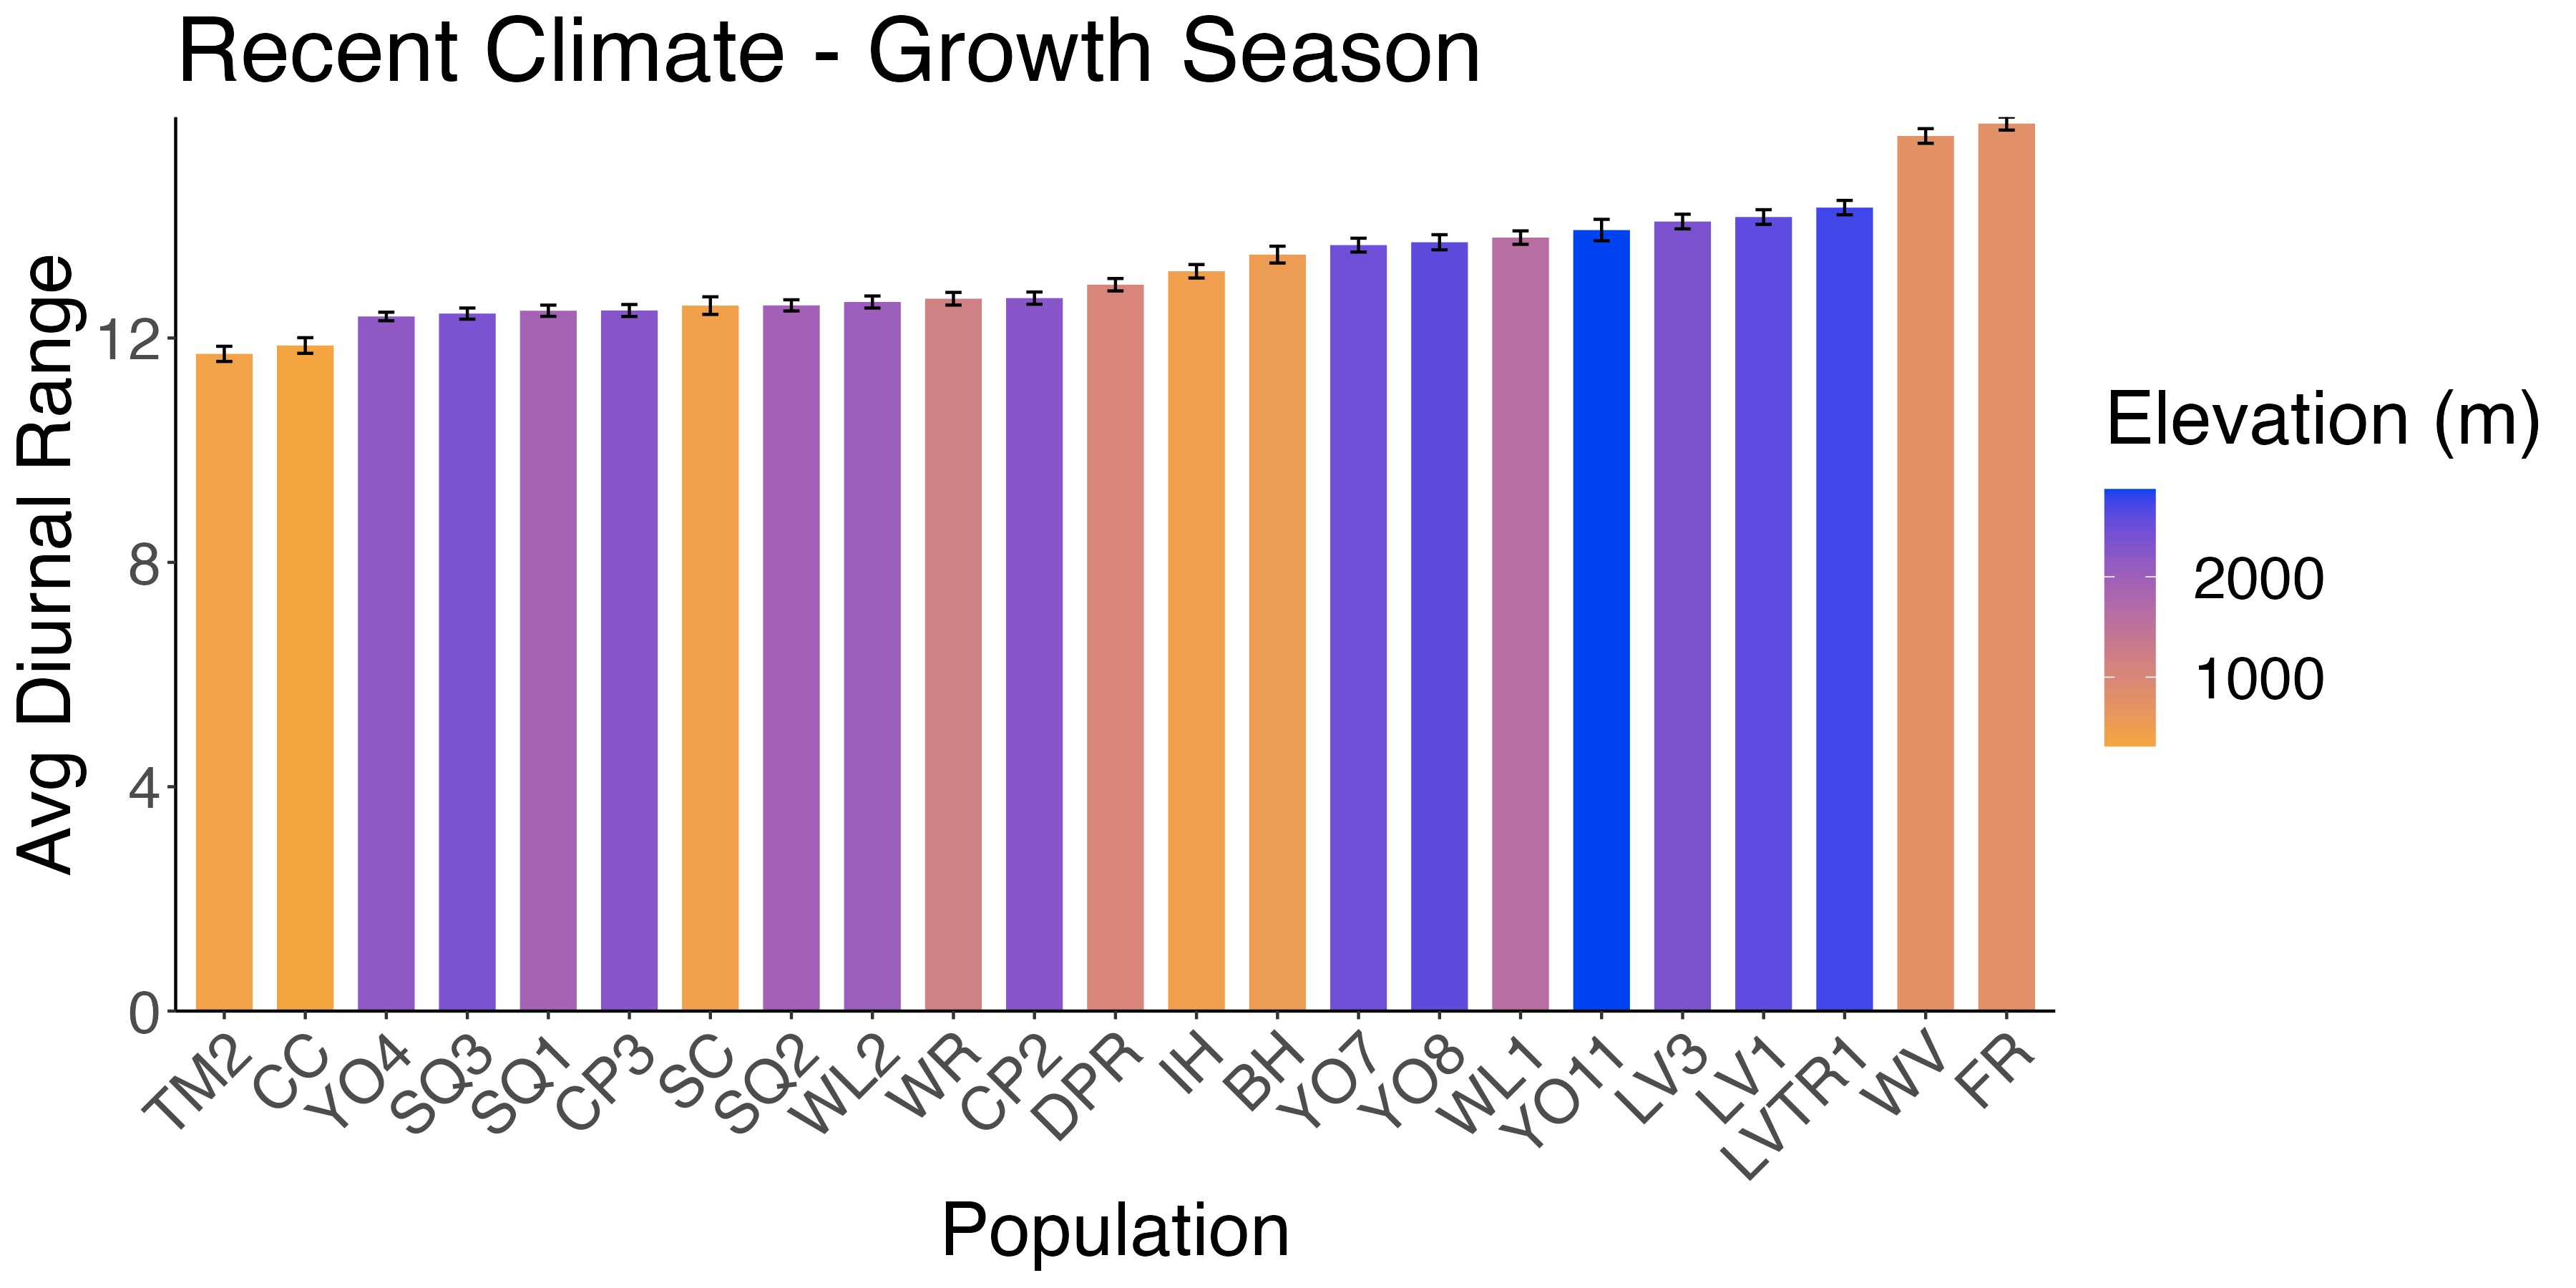 Recent Climate - Growth Season
Avg Diurnal Range
12
8
4
0
TM2
CC
YO4
SQ3
SQ1
CP3
SC
SQ2
WL2
WR
CP2
DPR
IH
BH
YO7
YO8
WL1
YO11
LV3
LV1
LVTR1
WV
FR
Population
Elevation (m)
2000
1000